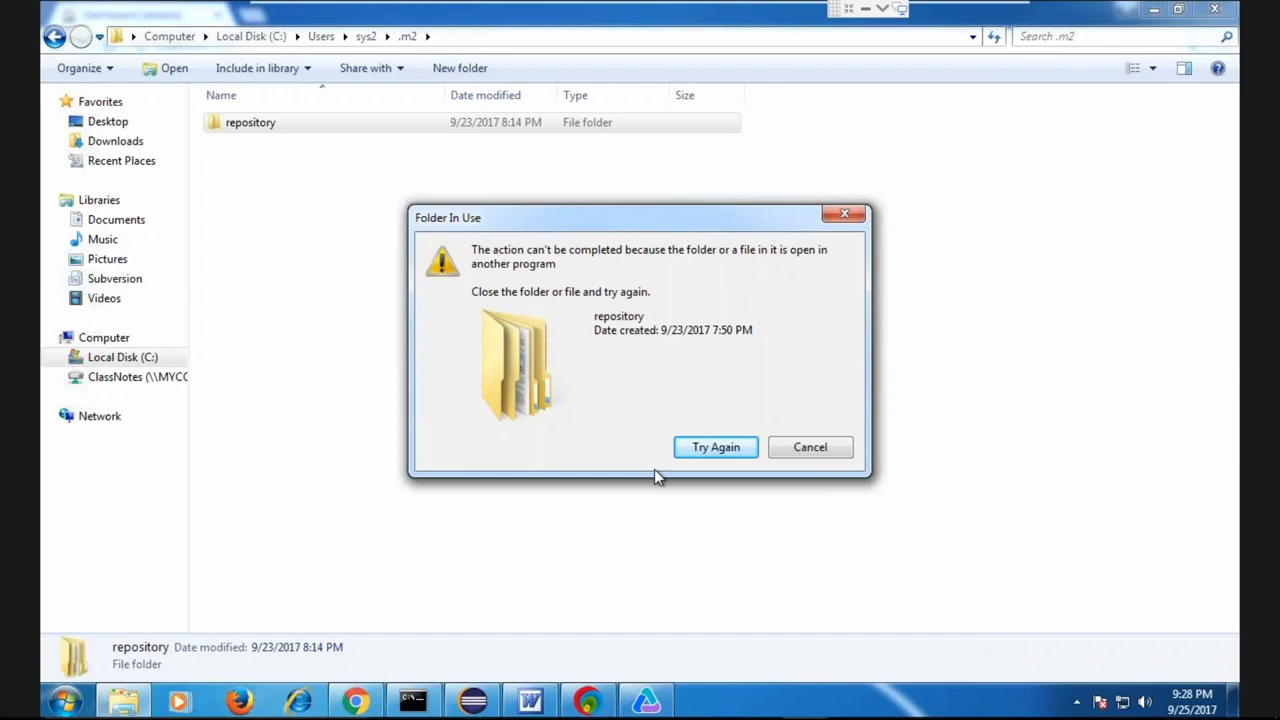 Computer
Local Disk (C:)
Users
sys2
.m2
Search .m2
Organize
Open
Include in library
Share with
New folder
Name
Date modified
Type
Size
Favorites
Desktop
Downloads
Recent Places
Libraries
Documents
Music
Pictures
Subversion
Videos
Computer
Local Disk (C:)
ClassNotes (\\MYCC
Network
repository
9/23/2017 8:14 PM
File folder
Folder In Use
The action can't be completed because the folder or a file in it is open in
another program
Close the folder or file and try again.
repository
Date created: 9/23/2017 7:50 PM
Try Again
Cancel
repository Date modified: 9/23/2017 8:14 PM
File folder
9:28 PM
9/25/2017